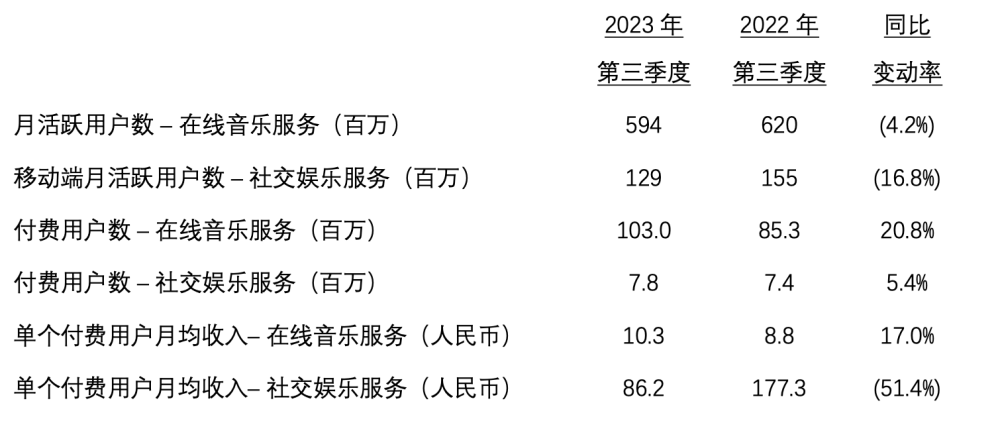 2023 年 2022 年 同比
第三季度 第三季度 变动率
月活跃用户数 – 在线音乐服务（百万） 594 620 (4.2%)
移动端月活跃用户数 – 社交娱乐服务（百万） 129 155 (16.8%)
付费用户数 – 在线音乐服务（百万） 103.0 85.3 20.8%
付费用户数 – 社交娱乐服务（百万） 7.8 7.4 5.4%
单个付费用户月均收入– 在线音乐服务（人民币） 10.3 8.8 17.0%
单个付费用户月均收入– 社交娱乐服务（人民币） 86.2 177.3 (51.4%)